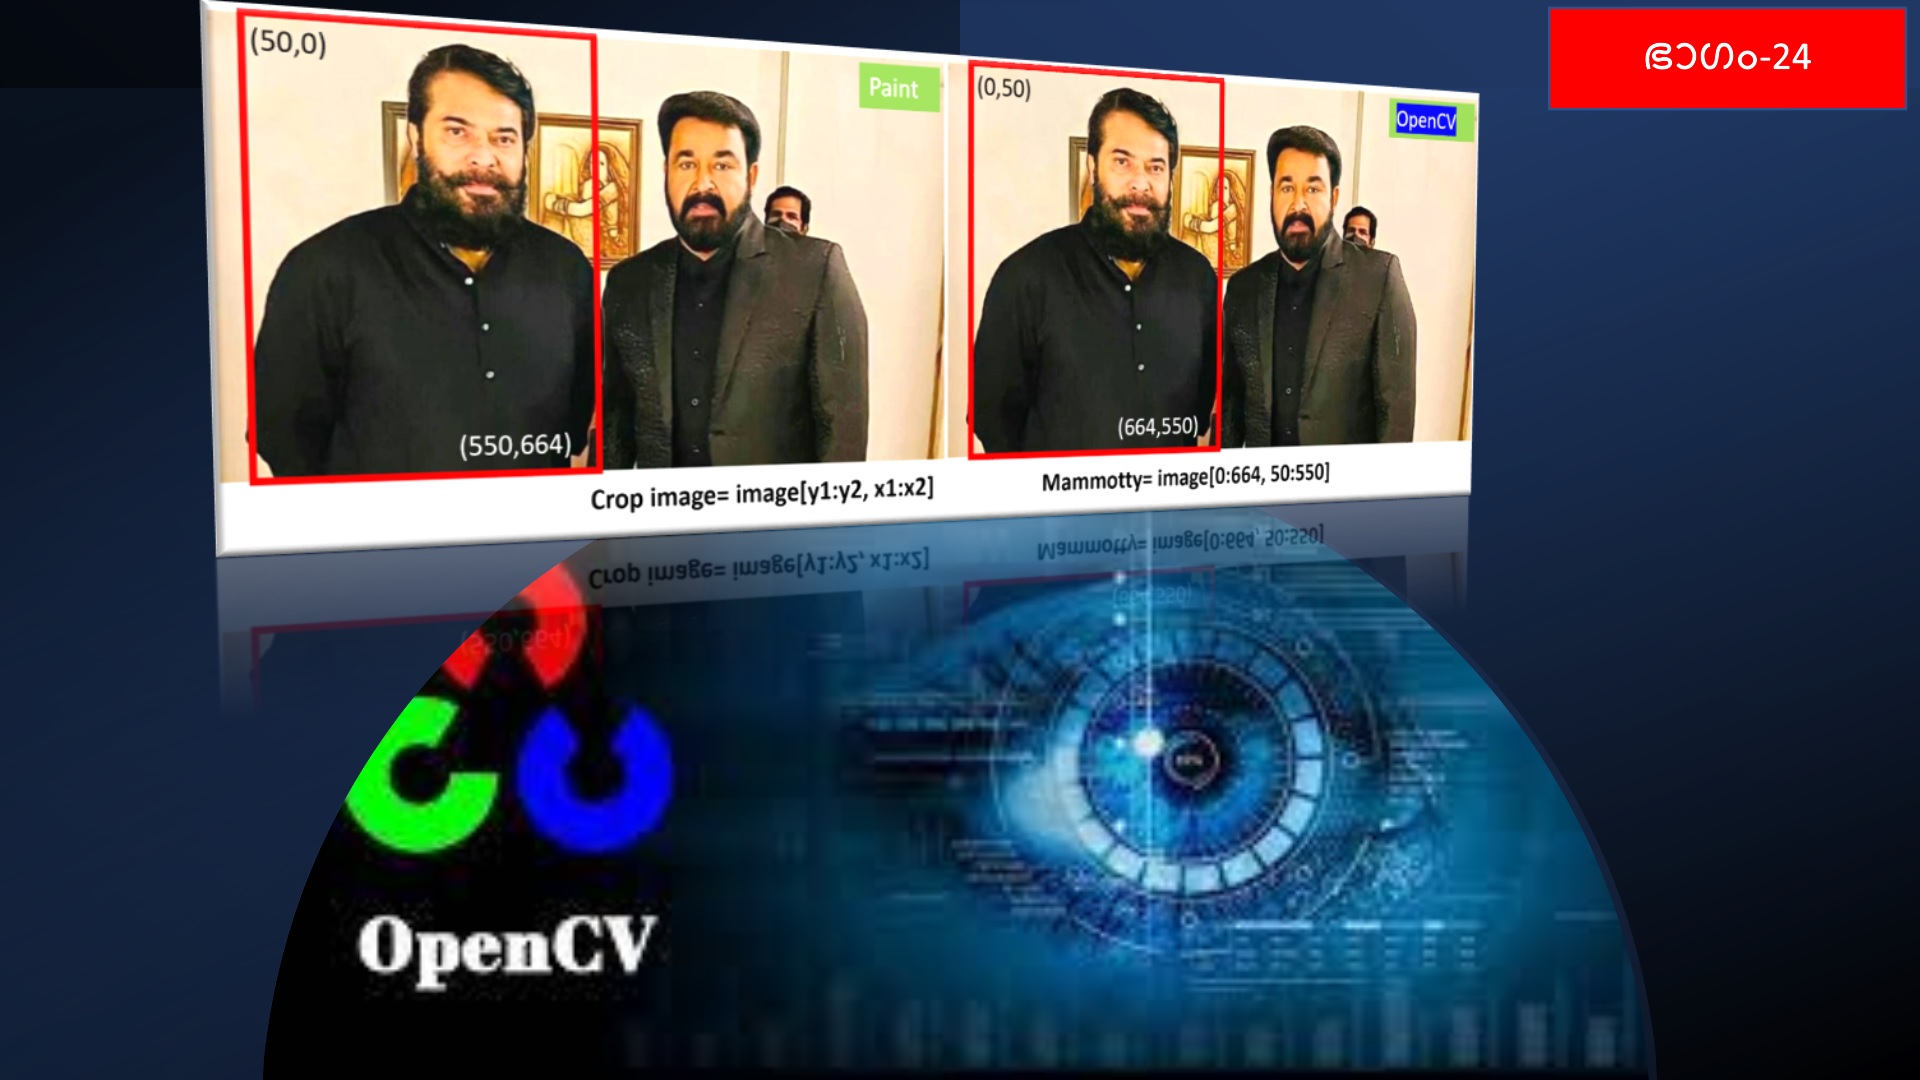 ഭാഗം-24
(50,0)
Paint
(0,50)
OpenCV
(550,664)
(664,550)
Crop image= image[y1:y2, x1:x2]
Mammotty= image[0:664, 50:550]
OpenCV